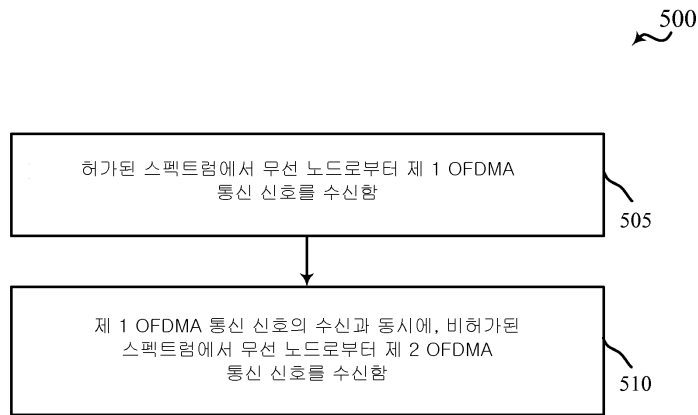 500
허가된 스펙트럼에서 무선 노드로부터 제 1 OFDMA
통신 신호를 수신함
505
제 1 OFDMA 통신 신호의 수신과 동시에, 비허가된
스펙트럼에서 무선 노드로부터 제 2 OFDMA
통신 신호를 수신함
510